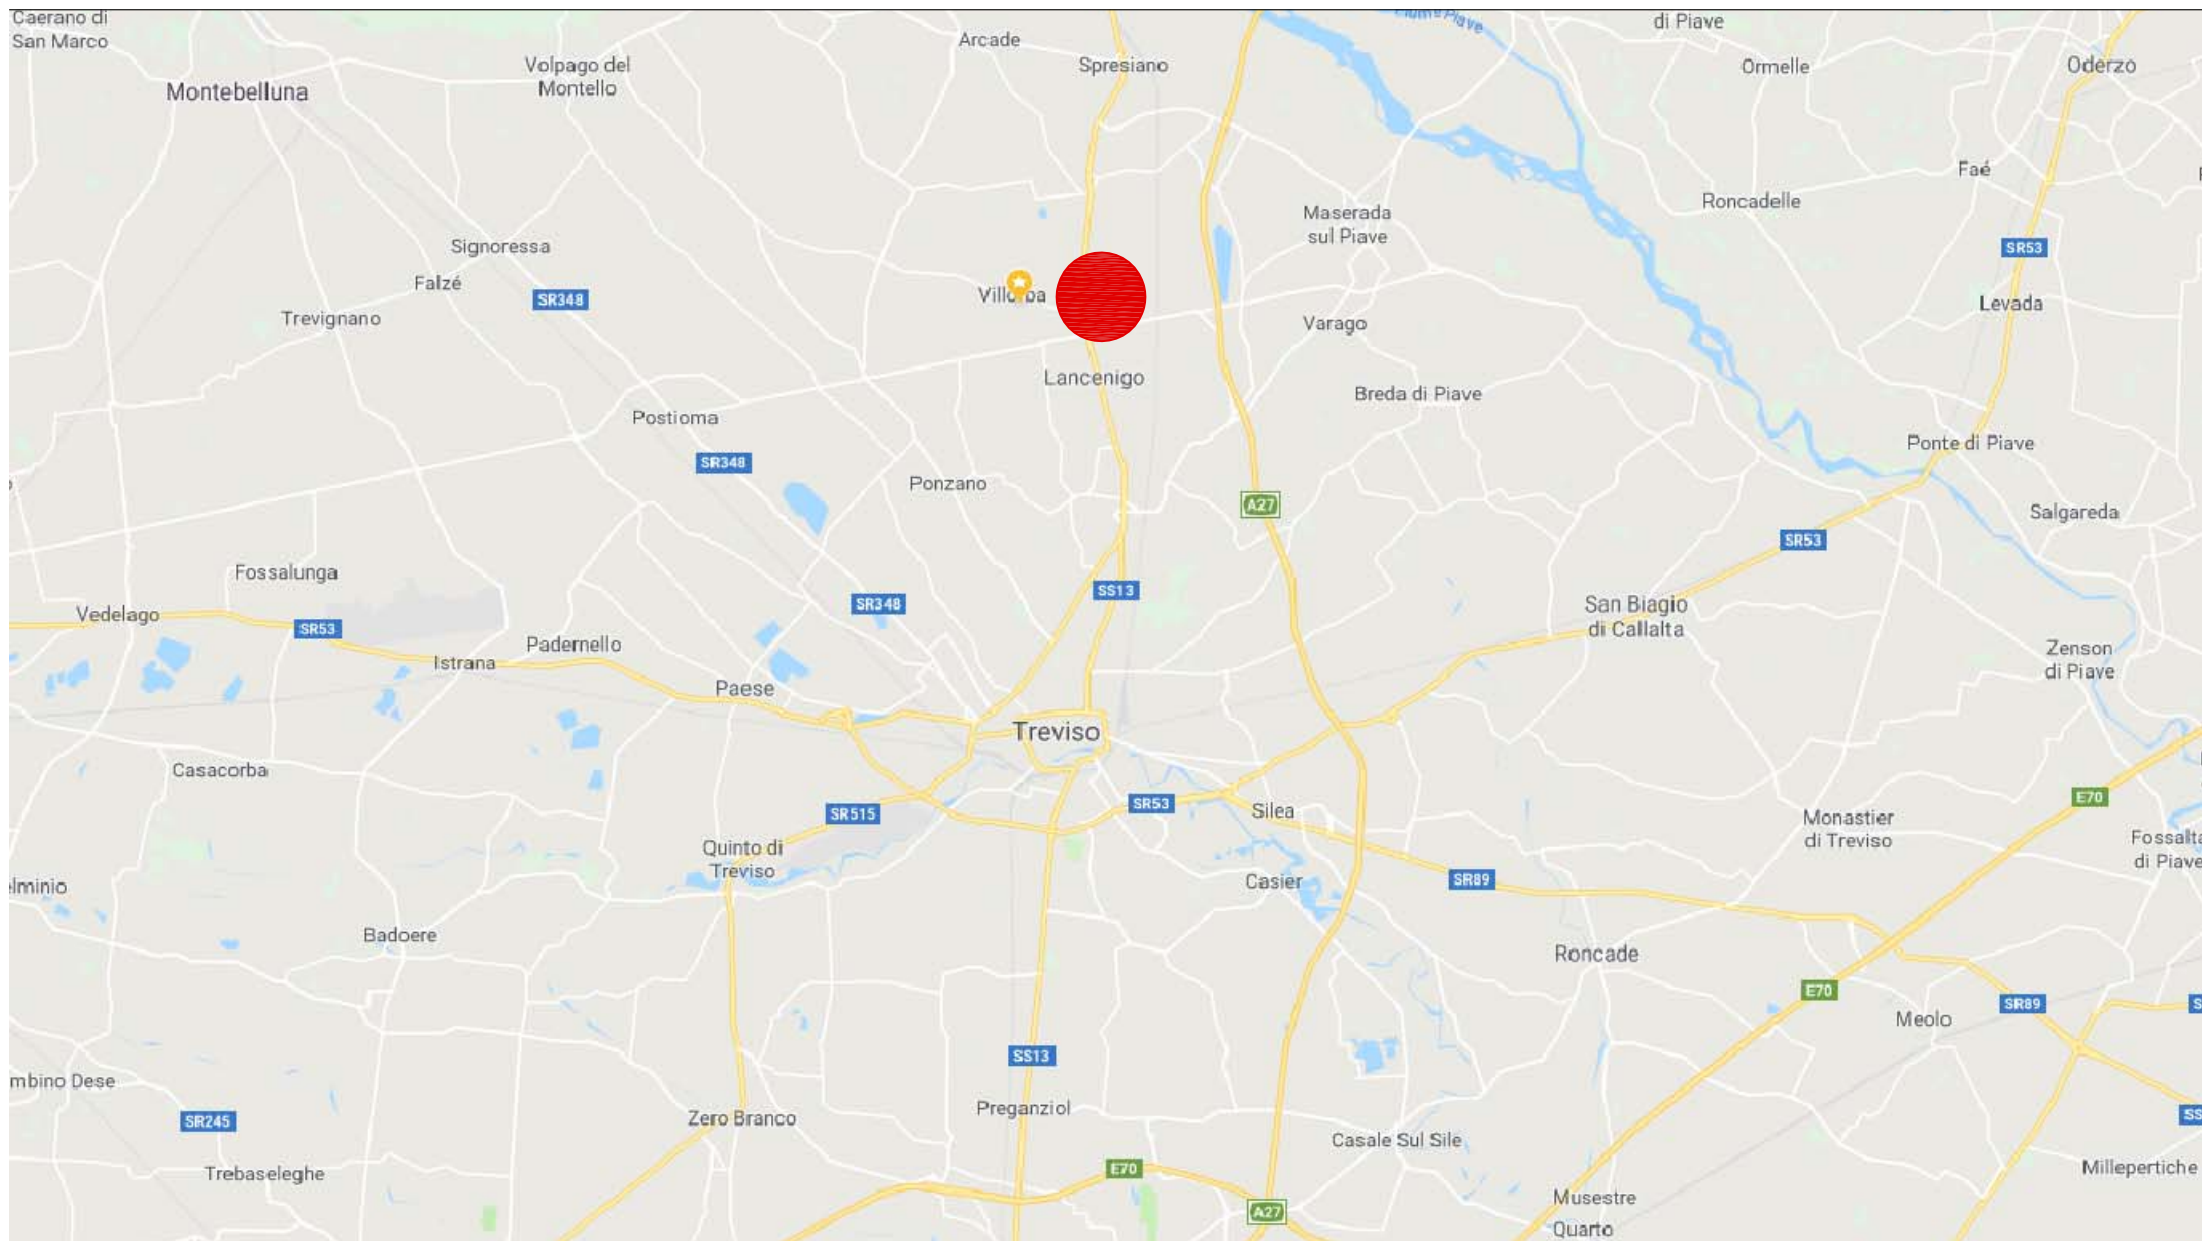 Caerano di
San Marco
Arcade
Fiume Piave
di Piave
Volpago del
Montello
Spresiano
Ormelle
Oderzo
Montebelluna
Faé
Roncadelle
Maserada
sul Piave
Signoressa
SR53
Falzé
SR348
Villorba
Levada
Trevignano
Varago
Lancenigo
Breda di Piave
Postioma
Ponte di Piave
SR348
Ponzano
A27
Salgareda
SR53
Fossalunga
SS13
SR348
San Biagio
di Callalta
Vedelago
SR53
Padernello
Istrana
Zenson
di Piave
Paese
Treviso
Casacorba
E70
SR53
SR515
Silea
Monastier
di Treviso
Fossalta
di Piave
Quinto di
Treviso
Casier
SR89
elminio
Badoere
Roncade
E70
SR89
S
Meolo
SS13
mbino Dese
Preganziol
SR245
Zero Branco
SS
Casale Sul Sile
E70
Trebaseleghe
Millepertiche
Musestre
A27
Quarto